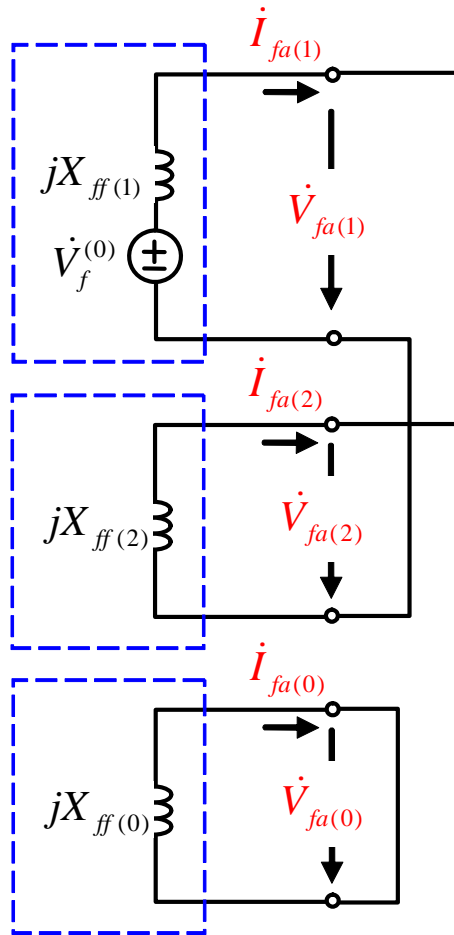 İ_fa(1)
jX_ff(1)
V̇_f^(0)
V̇_fa(1)
İ_fa(2)
jX_ff(2)
V̇_fa(2)
İ_fa(0)
jX_ff(0)
V̇_fa(0)